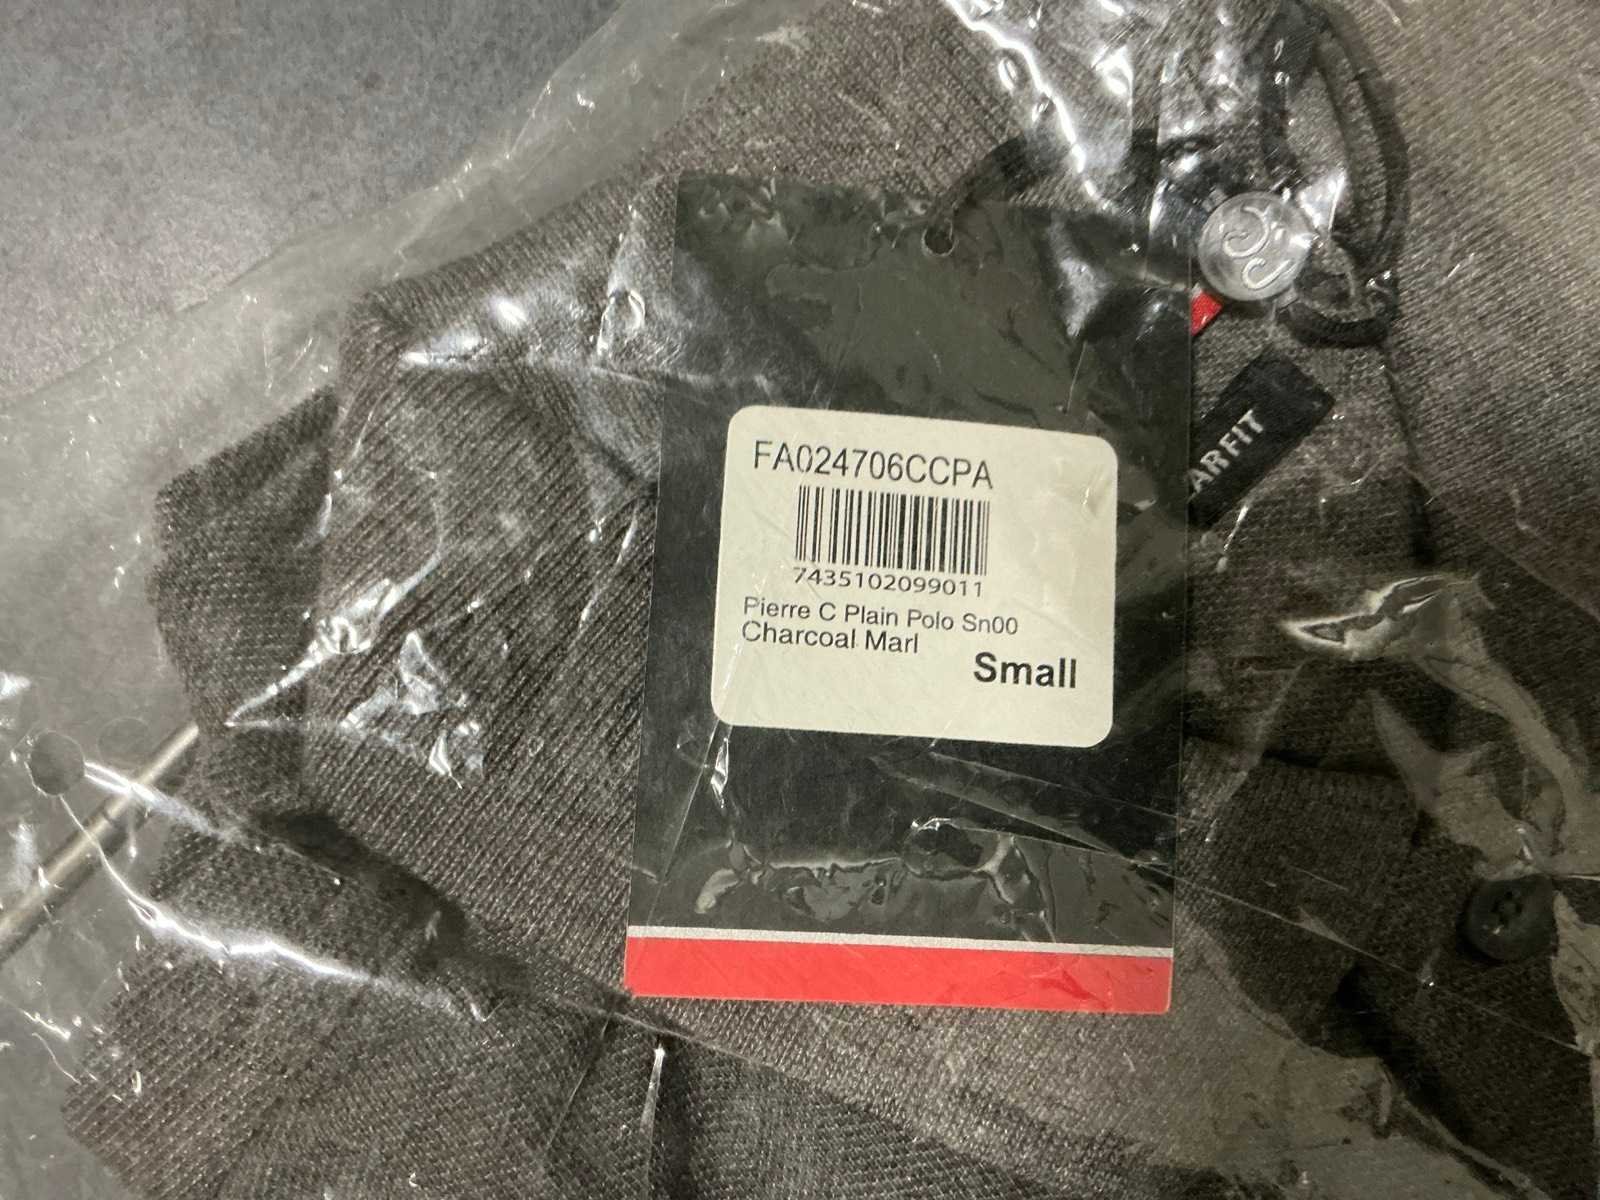 FA024706CCPA
7435102099011
Pierre C Plain Polo Sn00
Charcoal Marl
Small